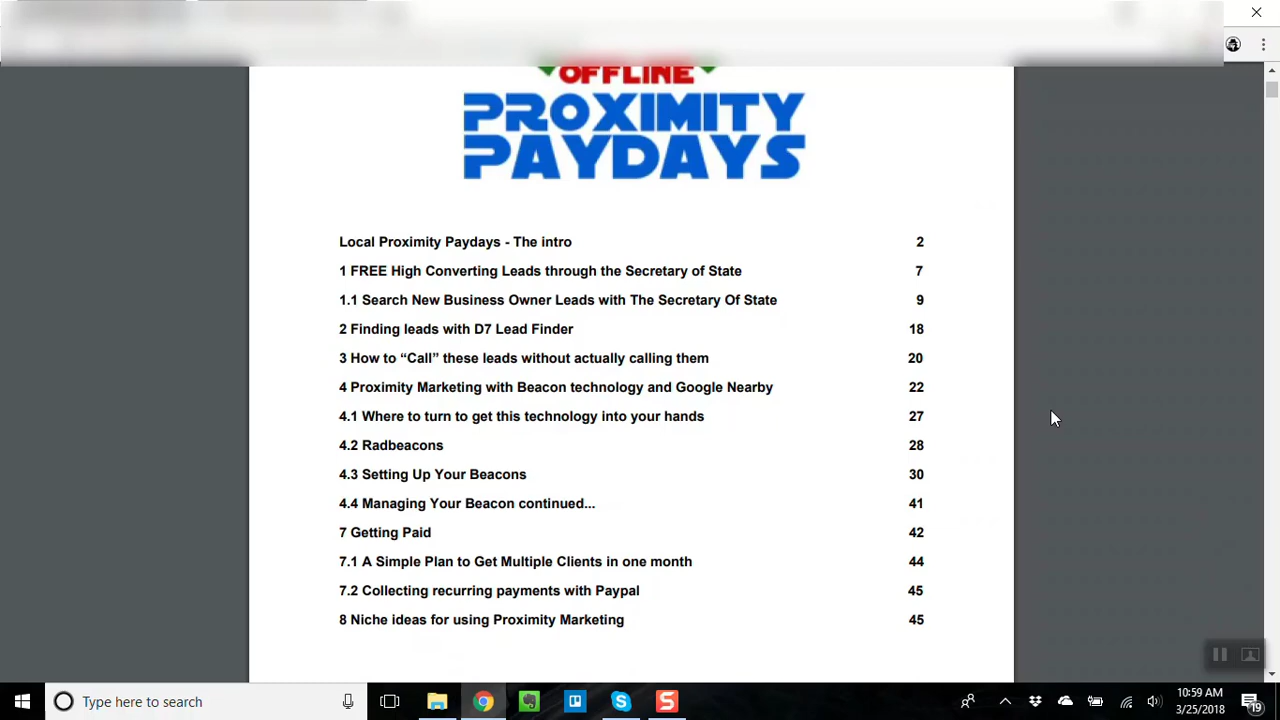 OFFLINE
PROXIMITY
PAYDAYS
Local Proximity Paydays - The intro 2
1 FREE High Converting Leads through the Secretary of State 7
1.1 Search New Business Owner Leads with The Secretary Of State 9
2 Finding leads with D7 Lead Finder 18
3 How to “Call” these leads without actually calling them 20
4 Proximity Marketing with Beacon technology and Google Nearby 22
4.1 Where to turn to get this technology into your hands 27
4.2 Radbeacons 28
4.3 Setting Up Your Beacons 30
4.4 Managing Your Beacon continued... 41
7 Getting Paid 42
7.1 A Simple Plan to Get Multiple Clients in one month 44
7.2 Collecting recurring payments with Paypal 45
8 Niche ideas for using Proximity Marketing 45
Type here to search
10:59 AM
3/25/2018
19